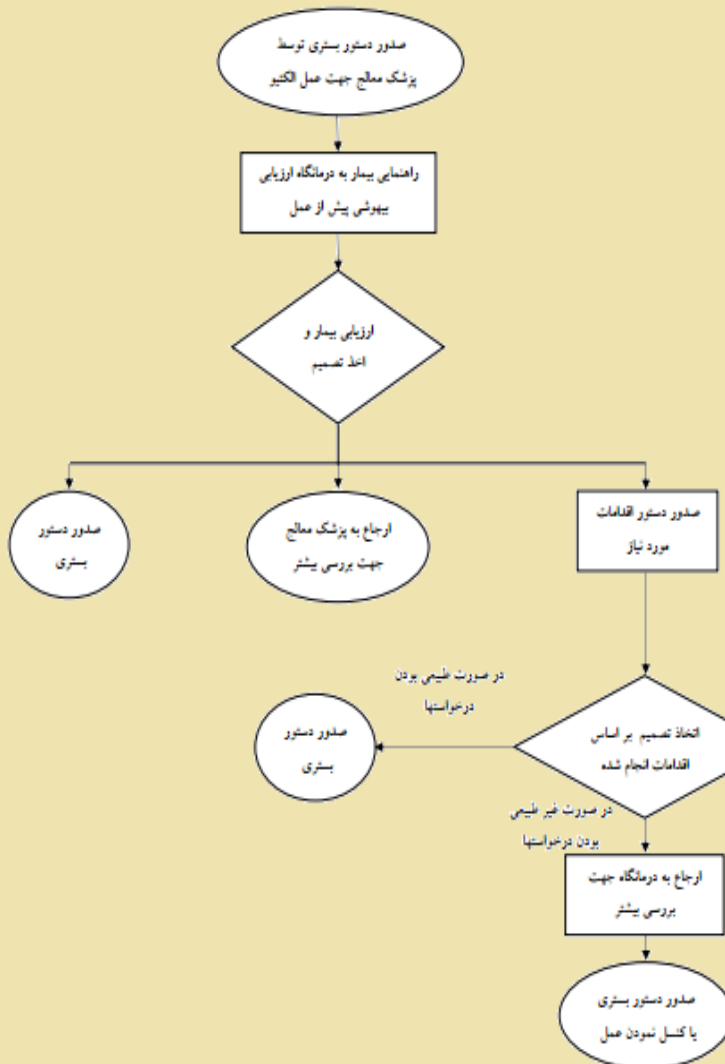 صدور دستور بستری توسط
پزشک معالج جهت عمل الکتیو
راهنمایی بیمار به درمانگاه ارزیابی
بیهوشی پیش از عمل
ارزیابی بیمار و
اخذ تصمیم
صدور دستور اقدامات
مورد نیاز
ارجاع به پزشک معالج
جهت بررسی بیشتر
صدور دستور
بستری
در صورت طبیعی بودن
درخواستها
اتخاذ تصمیم بر اساس
اقدامات انجام شده
صدور دستور
بستری
در صورت غیر طبیعی
بودن درخواستها
ارجاع به درمانگاه جهت
بررسی بیشتر
صدور دستور بستری
یا کنسل نمودن عمل